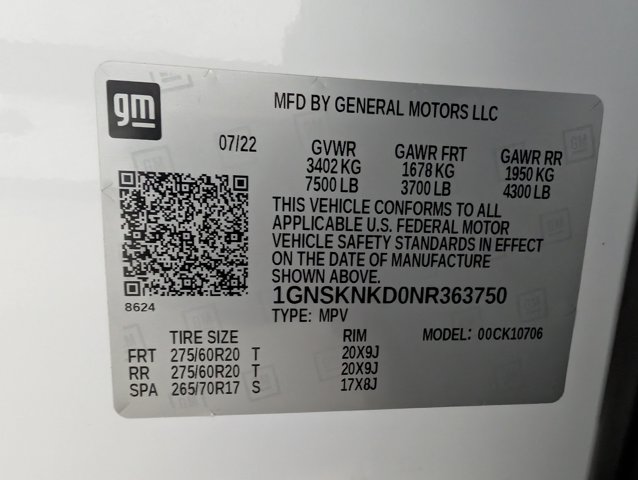 gm
MFD BY GENERAL MOTORS LLC
07/22
GVWR GAWR FRT GAWR RR
3402 KG 1678 KG 1950 KG
7500 LB 3700 LB 4300 LB
THIS VEHICLE CONFORMS TO ALL
APPLICABLE U.S. FEDERAL MOTOR
VEHICLE SAFETY STANDARDS IN EFFECT
ON THE DATE OF MANUFACTURE
SHOWN ABOVE.
8624
1GNSKNKD0NR363750
TYPE: MPV
TIRE SIZE RIM MODEL: 00CK10706
FRT 275/60R20 T 20X9J
RR 275/60R20 T 20X9J
SPA 265/70R17 S 17X8J